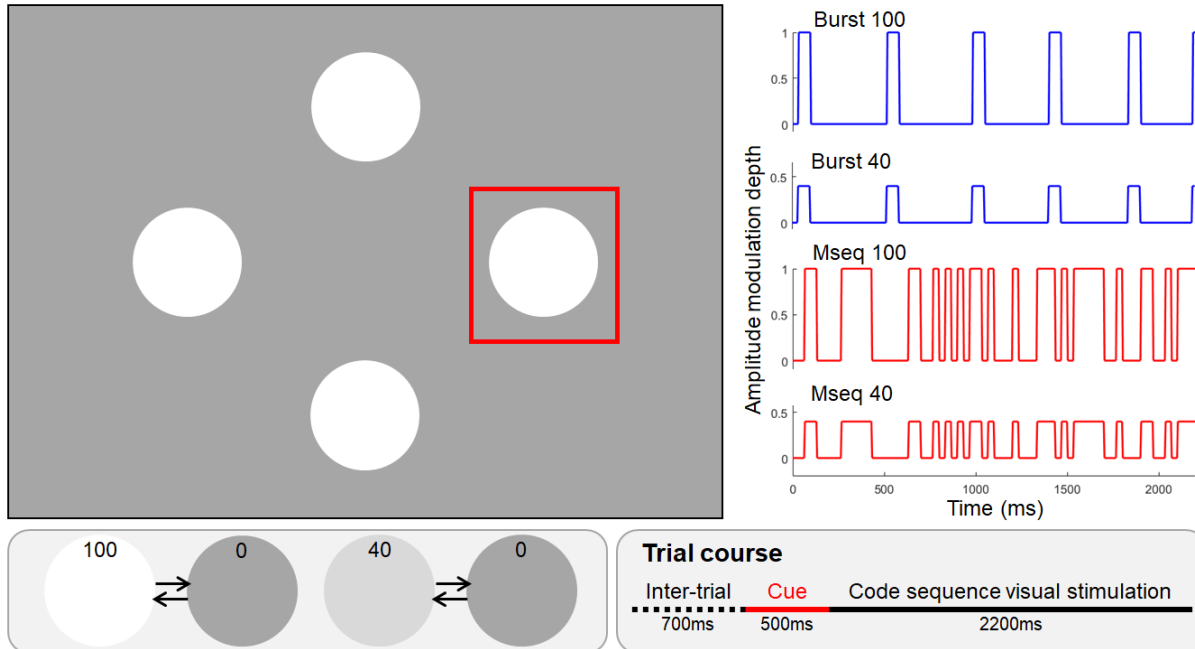 Burst 100
1
0.5
0
Burst 40
0.5
0
Amplitude modulation depth
Mseq 100
1
0.5
0
Mseq 40
0.5
0
0 500 1000 1500 2000
Time (ms)
100 0 40 0
Trial course
Inter-trial Cue Code sequence visual stimulation
700ms 500ms 2200ms